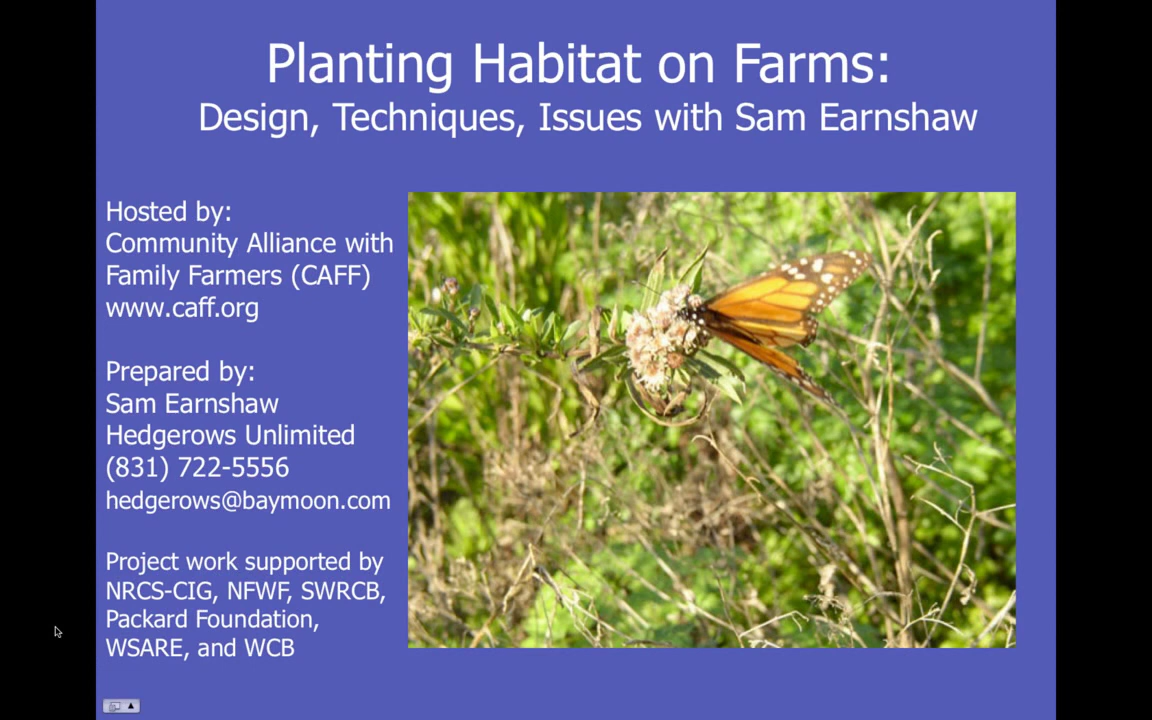 Planting Habitat on Farms:
Design, Techniques, Issues with Sam Earnshaw
Hosted by:
Community Alliance with
Family Farmers (CAFF)
www.caff.org
Prepared by:
Sam Earnshaw
Hedgerows Unlimited
(831) 722-5556
hedgerows@baymoon.com
Project work supported by
NRCS-CIG, NFWF, SWRCB,
Packard Foundation,
WSARE, and WCB